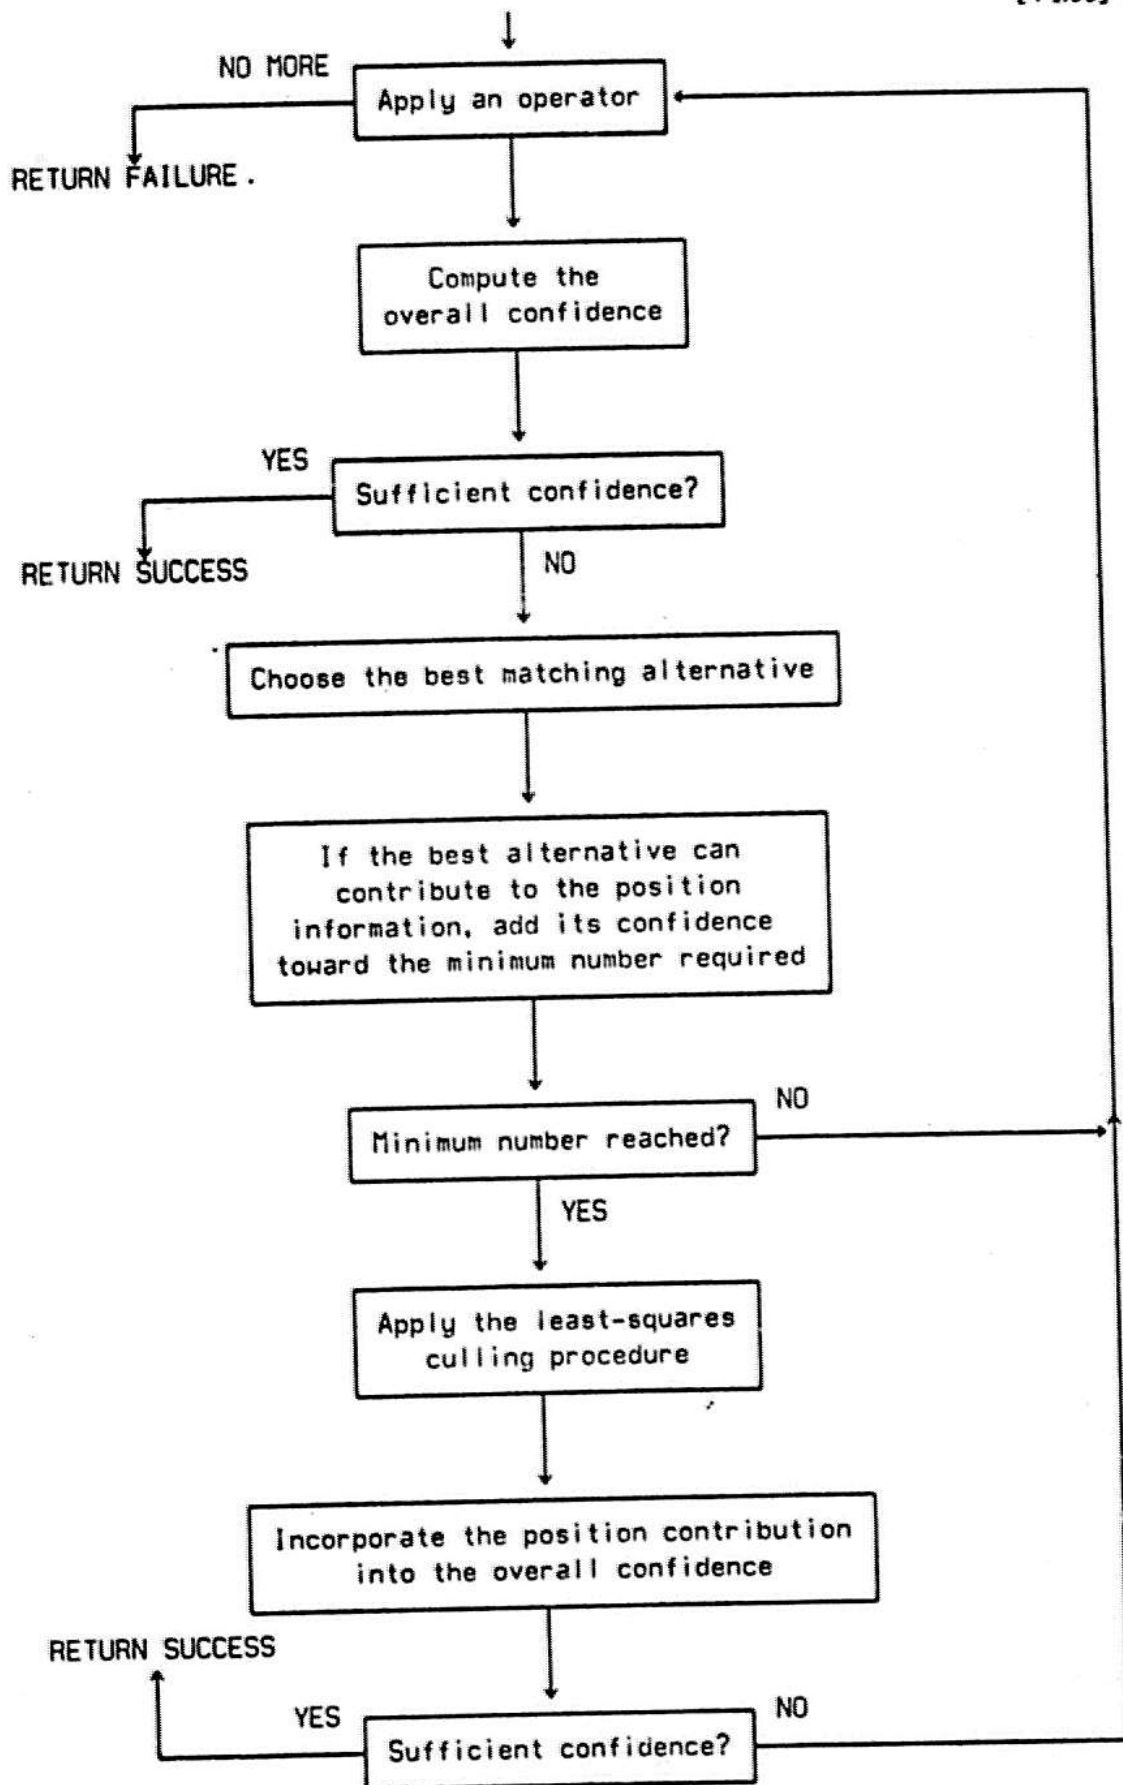 NO MORE
Apply an operator
RETURN FAILURE.
Compute the
overall confidence
YES
Sufficient confidence?
RETURN SUCCESS
NO
Choose the best matching alternative
If the best alternative can
contribute to the position
information, add its confidence
toward the minimum number required
NO
Minimum number reached?
YES
Apply the least-squares
culling procedure
Incorporate the position contribution
into the overall confidence
RETURN SUCCESS
YES
NO
Sufficient confidence?